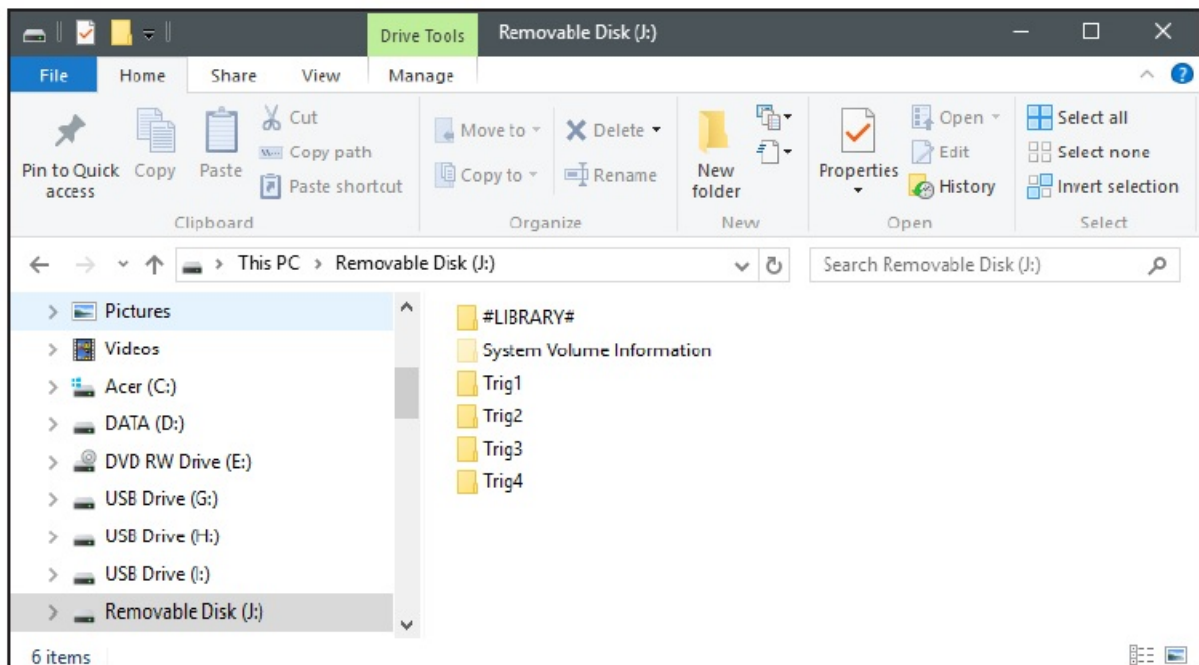 Drive Tools Removable Disk (J:)
File Home Share View Manage
Pin to Quick access
Copy
Paste
Cut
Copy path
Paste shortcut
Clipboard
Move to
Copy to
Delete
Rename
Organize
New folder
New
Properties
Open
Edit
History
Open
Select all
Select none
Invert selection
Select
This PC > Removable Disk (J:)
Search Removable Disk (J:)
Pictures
Videos
Acer (C:)
DATA (D:)
DVD RW Drive (E:)
USB Drive (G:)
USB Drive (H:)
USB Drive (I:)
Removable Disk (J:)
#LIBRARY#
System Volume Information
Trig1
Trig2
Trig3
Trig4
6 items